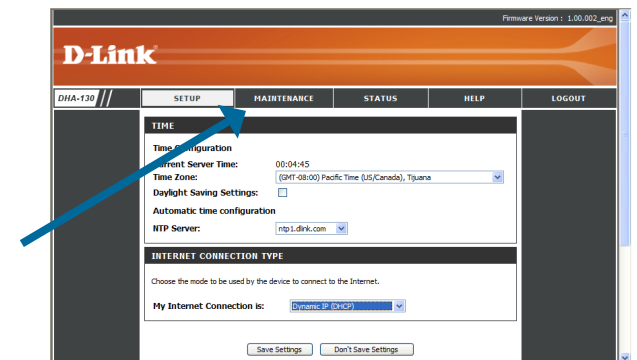 Firmware Version : 1.00.002_eng
D-Link
DHA-130 // SETUP MAINTENANCE STATUS HELP LOGOUT
TIME
Time Configuration
Current Server Time: 00:04:45
Time Zone: (GMT-08:00) Pacific Time (US/Canada), Tijuana
Daylight Saving Settings:
Automatic time configuration
NTP Server: ntp1.dlink.com
INTERNET CONNECTION TYPE
Choose the mode to be used by the device to connect to the Internet.
My Internet Connection is: Dynamic IP (DHCP)
Save Settings Don't Save Settings